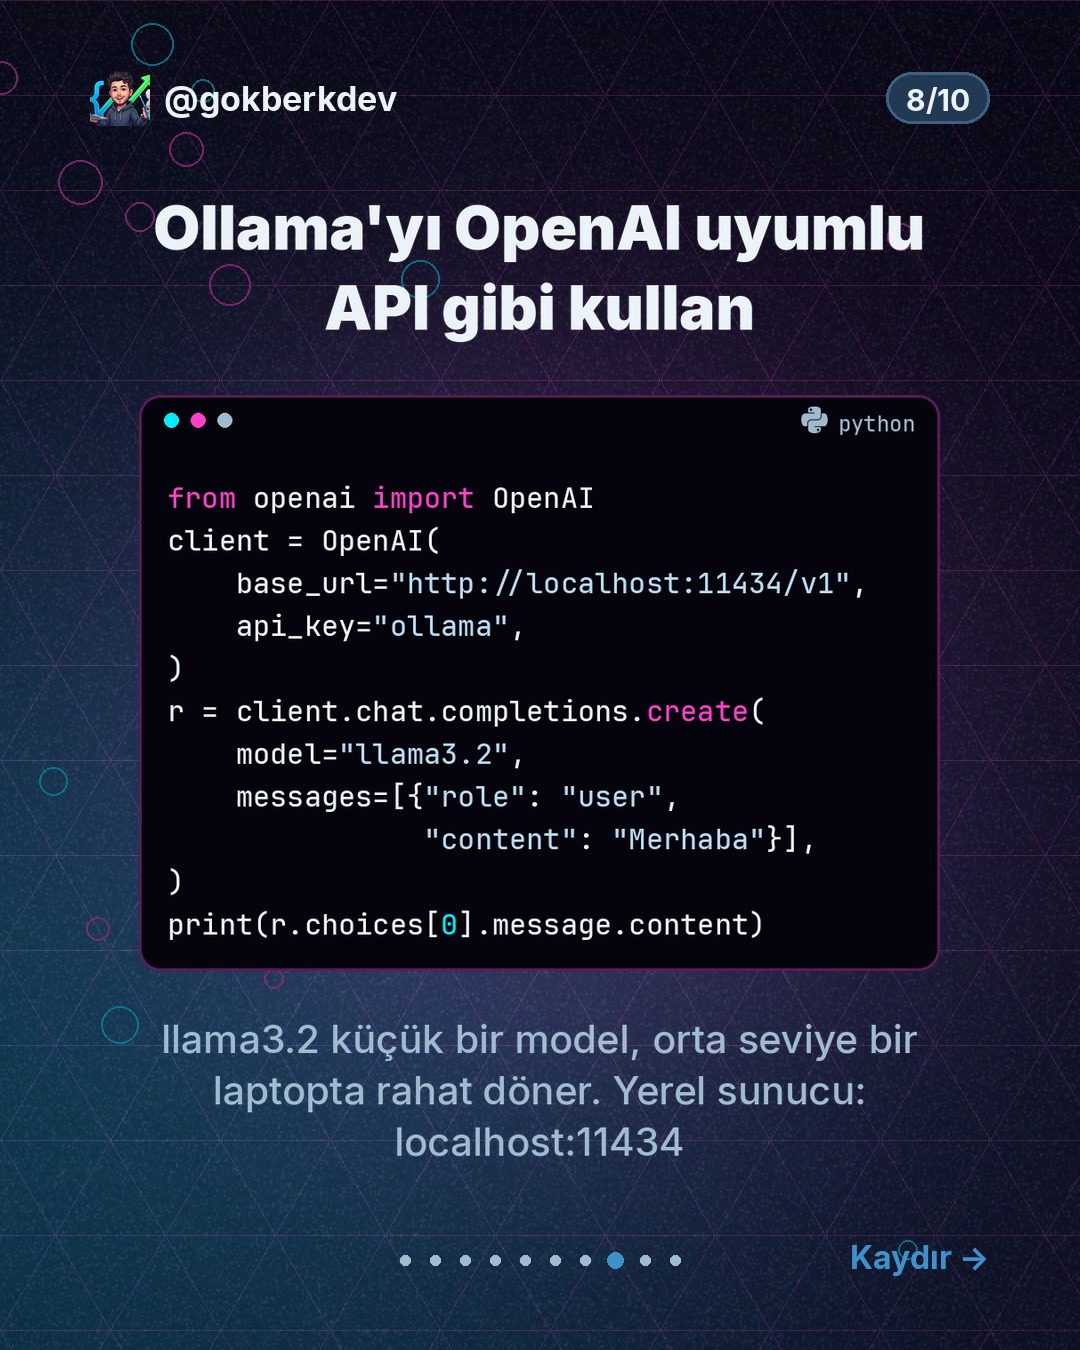 @gokberkdev
8/10
Ollama'yı OpenAI uyumlu
API gibi kullan
python
from openai import OpenAI
client = OpenAI(
    base_url="http://localhost:11434/v1",
    api_key="ollama",
)
r = client.chat.completions.create(
    model="llama3.2",
    messages=[{"role": "user",
               "content": "Merhaba"}],
)
print(r.choices[0].message.content)
llama3.2 küçük bir model, orta seviye bir
laptopta rahat döner. Yerel sunucu:
localhost:11434
Kaydır →